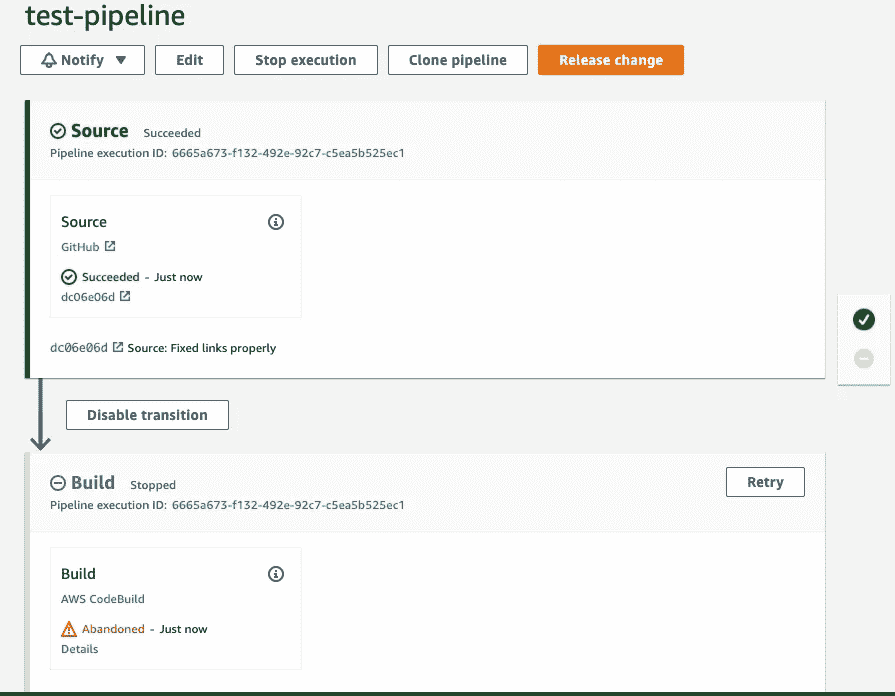 test-pipeline
Notify
Edit
Stop execution
Clone pipeline
Release change
Source Succeeded
Pipeline execution ID: 6665a673-f132-492e-92c7-c5ea5b525ec1
Source
GitHub
Succeeded - Just now
dc06e06d
dc06e06d Source: Fixed links properly
Disable transition
Build Stopped
Retry
Pipeline execution ID: 6665a673-f132-492e-92c7-c5ea5b525ec1
Build
AWS CodeBuild
Abandoned - Just now
Details